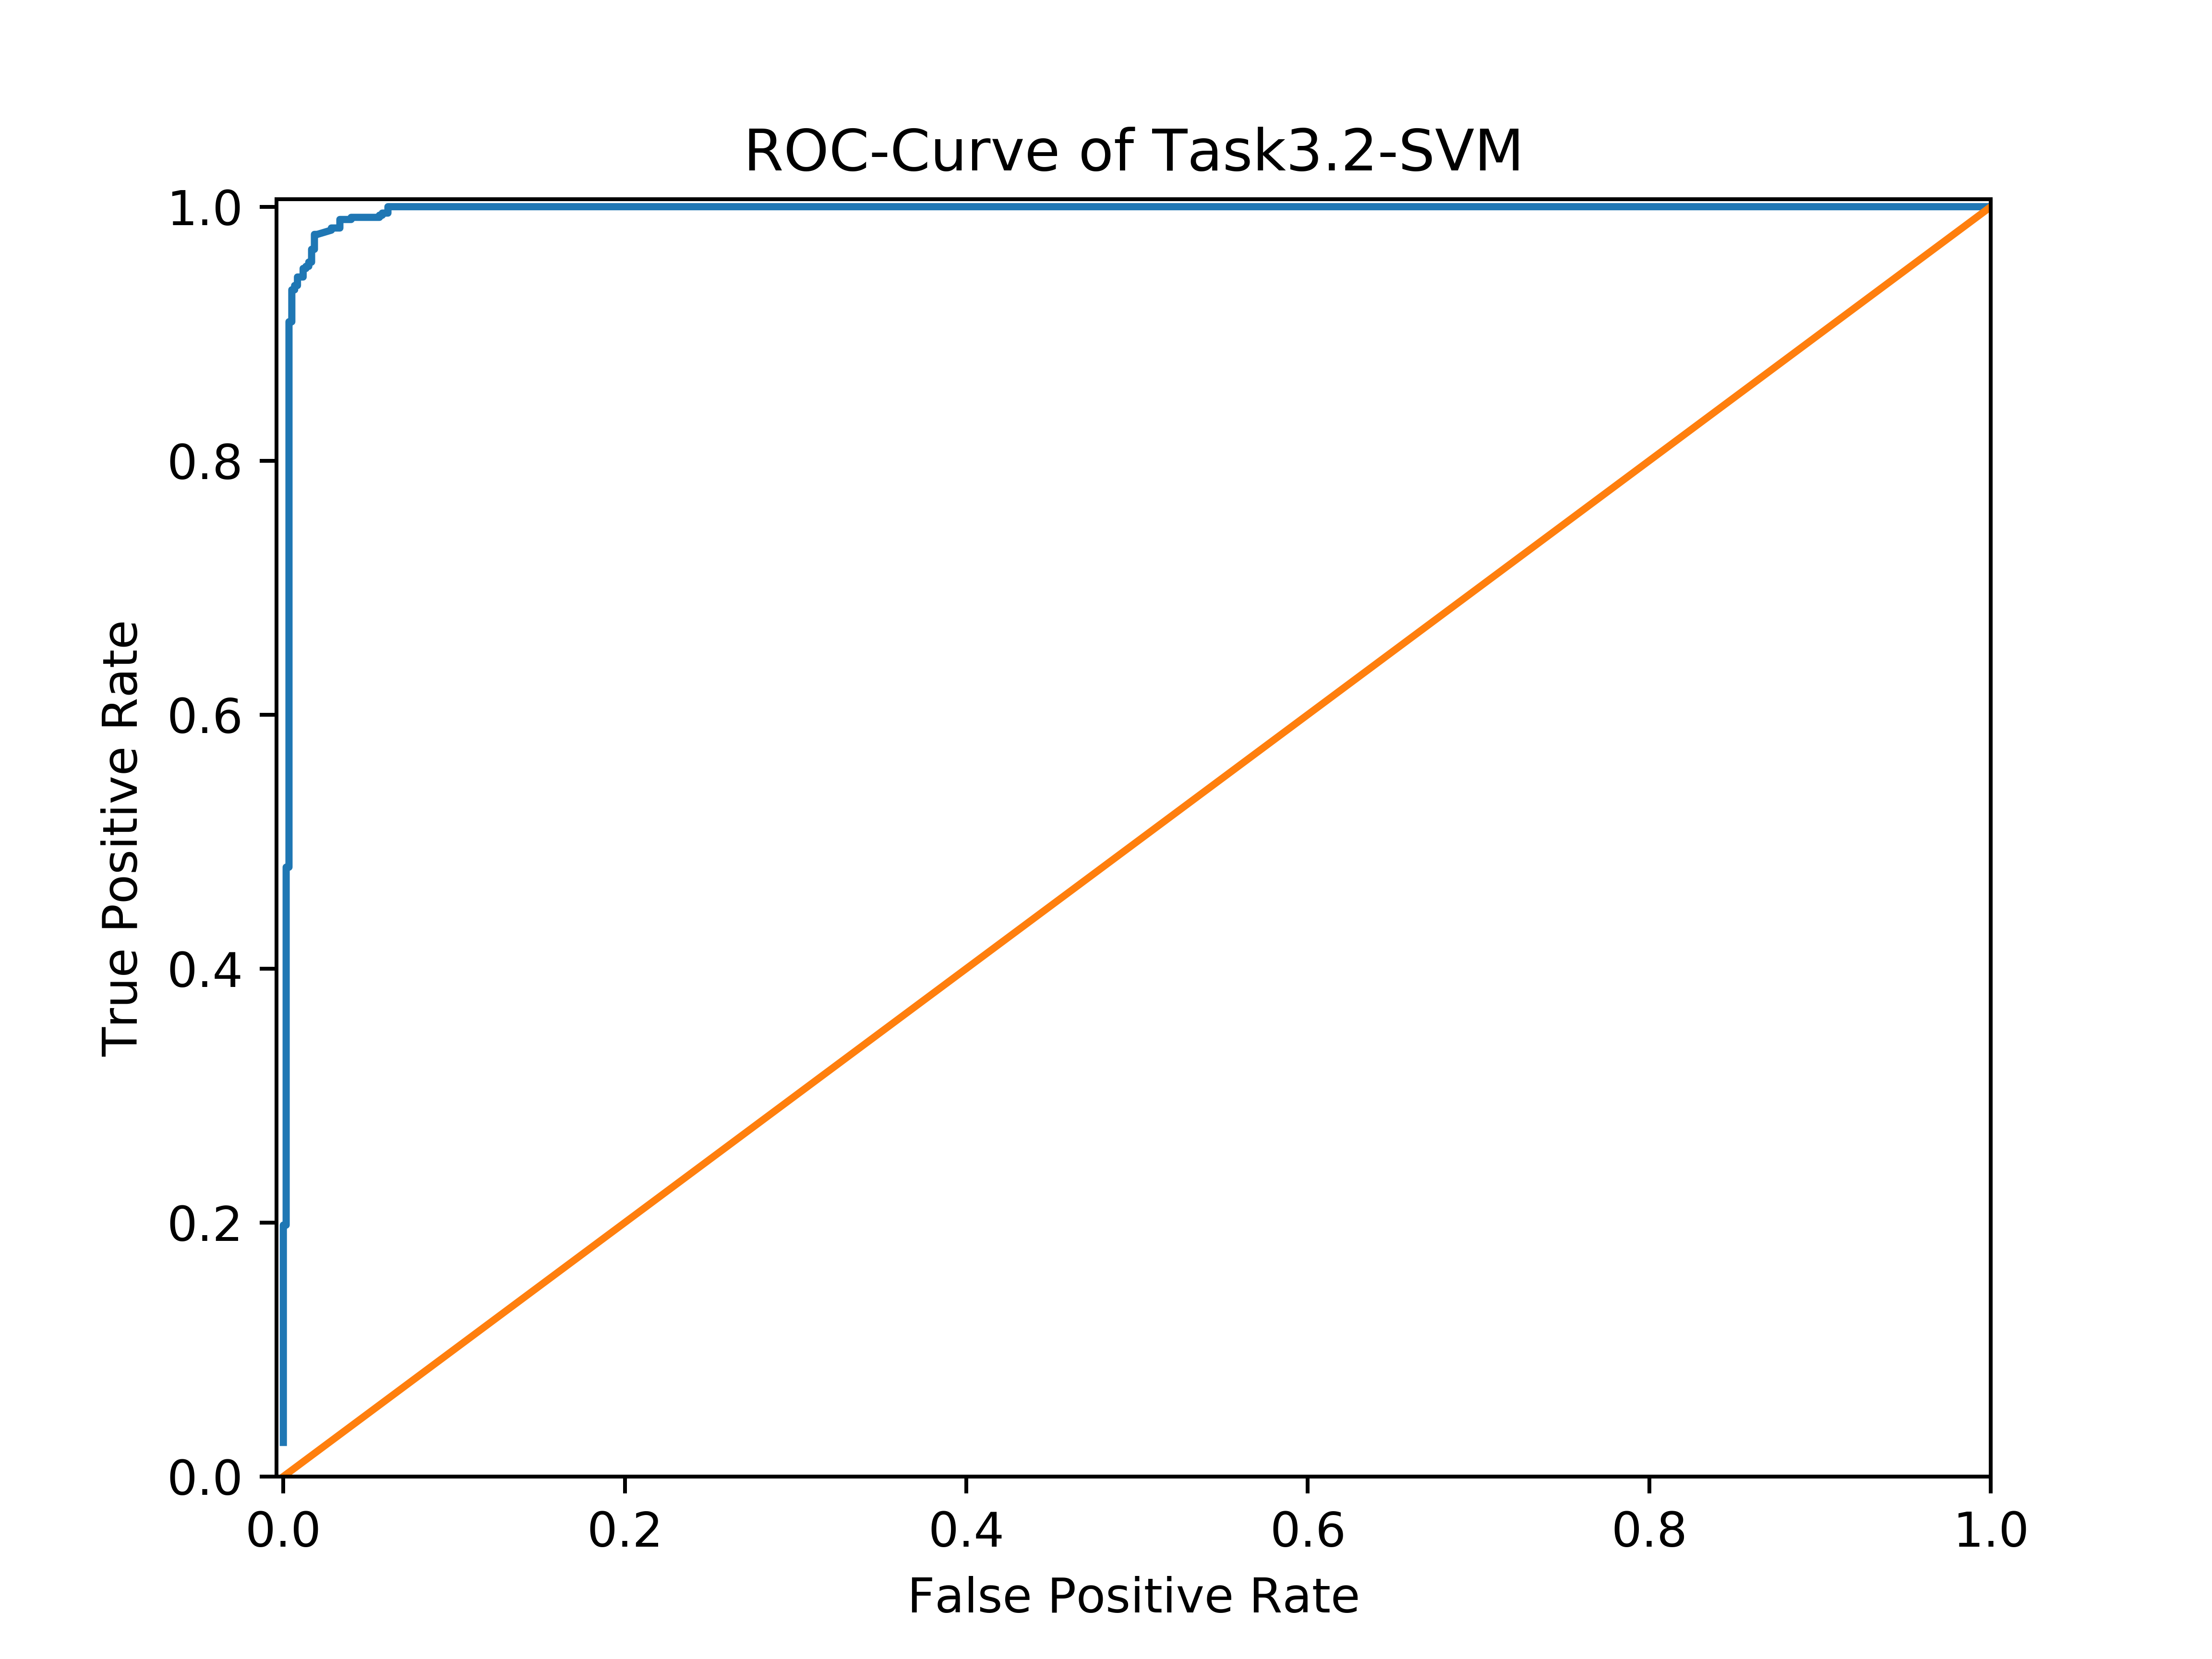 ROC-Curve of Task3.2-SVM
1.0
0.8
0.6
0.4
0.2
0.0
True Positive Rate
0.0 0.2 0.4 0.6 0.8 1.0
False Positive Rate